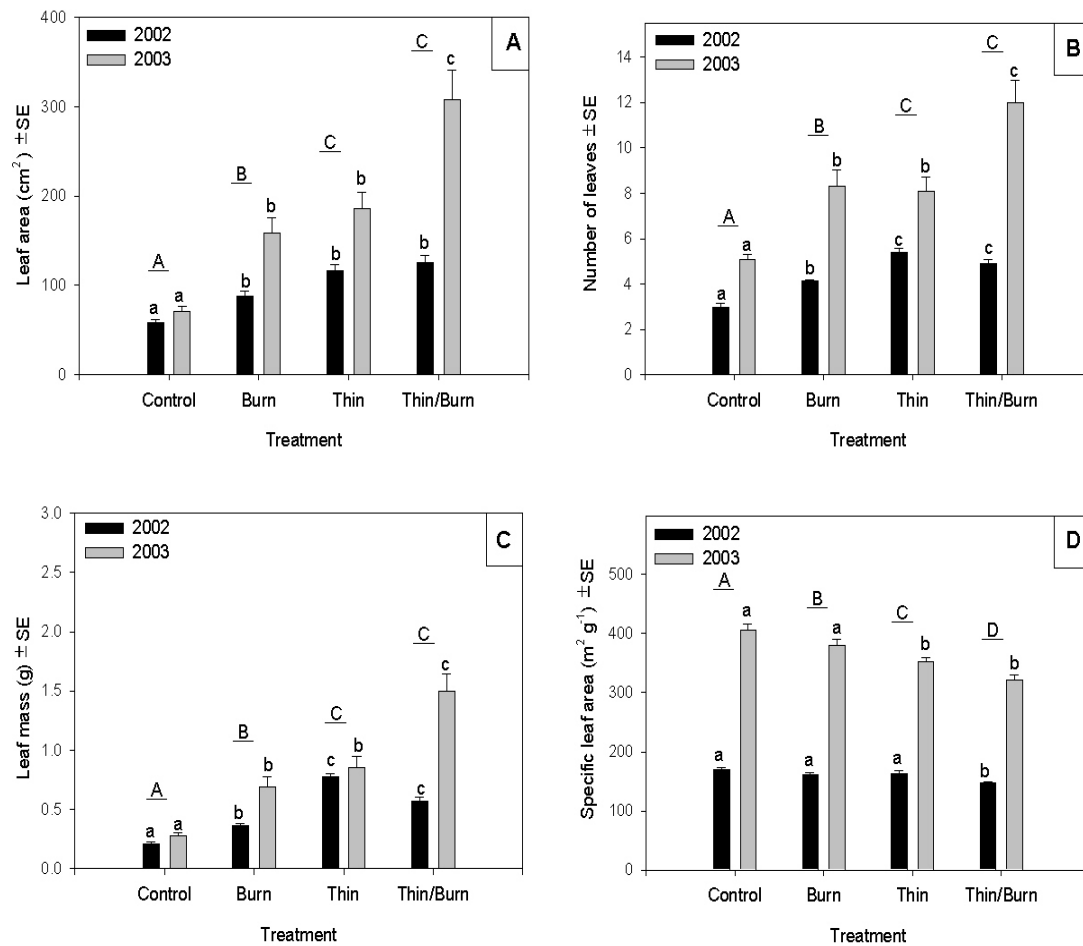 A
2002
2003
Leaf area (cm²) ±SE
400
300
200
100
0
A
B
C
C
a
a
b
b
b
b
b
c
Control
Burn
Thin
Thin/Burn
Treatment
B
2002
2003
Number of leaves ±SE
14
12
10
8
6
4
2
0
A
B
C
C
a
a
b
b
c
b
c
c
Control
Burn
Thin
Thin/Burn
Treatment
C
2002
2003
Leaf mass (g) ±SE
3.0
2.5
2.0
1.5
1.0
0.5
0.0
A
B
C
C
a
a
b
b
c
b
c
c
Control
Burn
Thin
Thin/Burn
Treatment
D
2002
2003
Specific leaf area (m² g⁻¹) ±SE
500
400
300
200
100
0
A
B
C
D
a
a
a
a
a
b
b
b
Control
Burn
Thin
Thin/Burn
Treatment